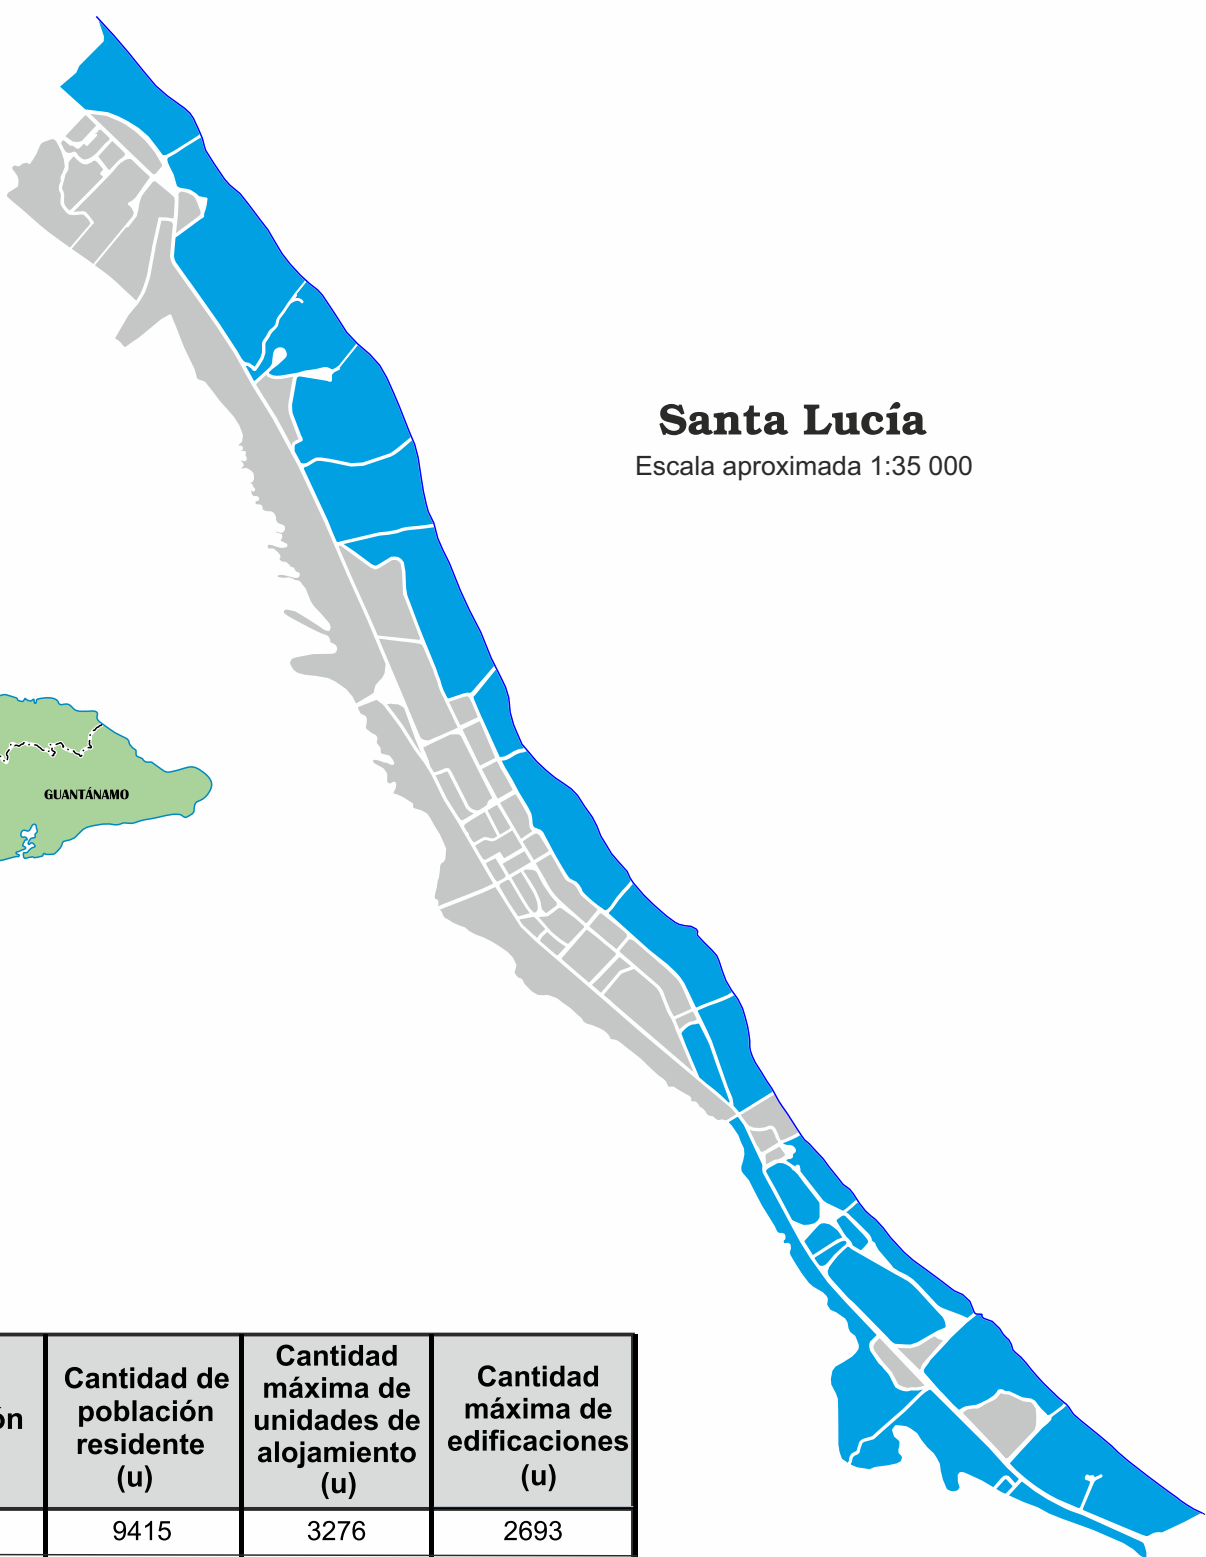 Santa Lucía
Escala aproximada 1:35 000
GUANTÁNAMO
ón
Cantidad de
población
residente
(u)
Cantidad
máxima de
unidades de
alojamiento
(u)
Cantidad
máxima de
edificaciones
(u)
9415
3276
2693